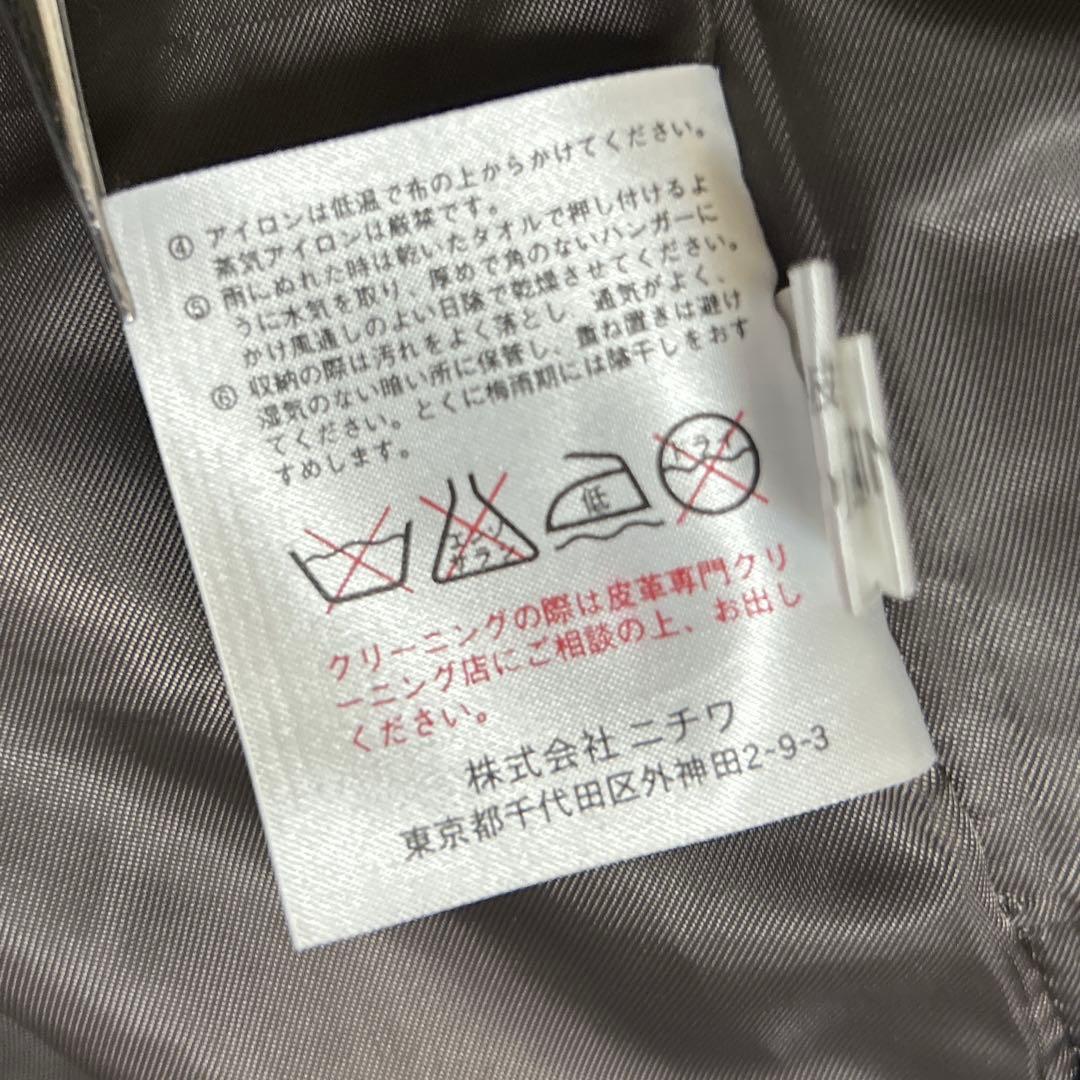 ④ アイロンは低温で布の上からかけてください。
蒸気アイロンは厳禁です。
⑤ 雨にぬれた時は乾いたタオルで押し付けるよ
うに水気を取り、厚めで角のないハンガーに
かけ風通しのよい日陰で乾燥させてください。
⑥ 収納の際は汚れをよく落とし、通気がよく、
湿気のない暗い所に保管し、重ね置きは避け
てください。とくに梅雨期には陰干しをおす
すめします。
エンソ
チラシ
低
ドライ
クリーニングの際は皮革専門クリ
ーニング店にご相談の上、お出し
ください。
株式会社 ニチワ
東京都千代田区外神田2-9-3